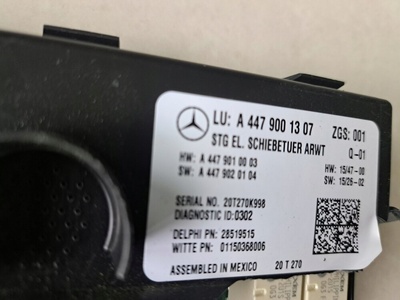 LU: A 447 900 13 07 ZGS: 001
STG EL. SCHIEBETUER ARWT Q-01
HW: A 447 901 00 03 HW: 15/47-00
SW: A 447 902 01 04 SW: 15/26-02
SERIAL NO. 20T270K998
DIAGNOSTIC ID:0302
DELPHI PN: 28519515
WITTE PN: 01150368006
ASSEMBLED IN MEXICO 20 T 270